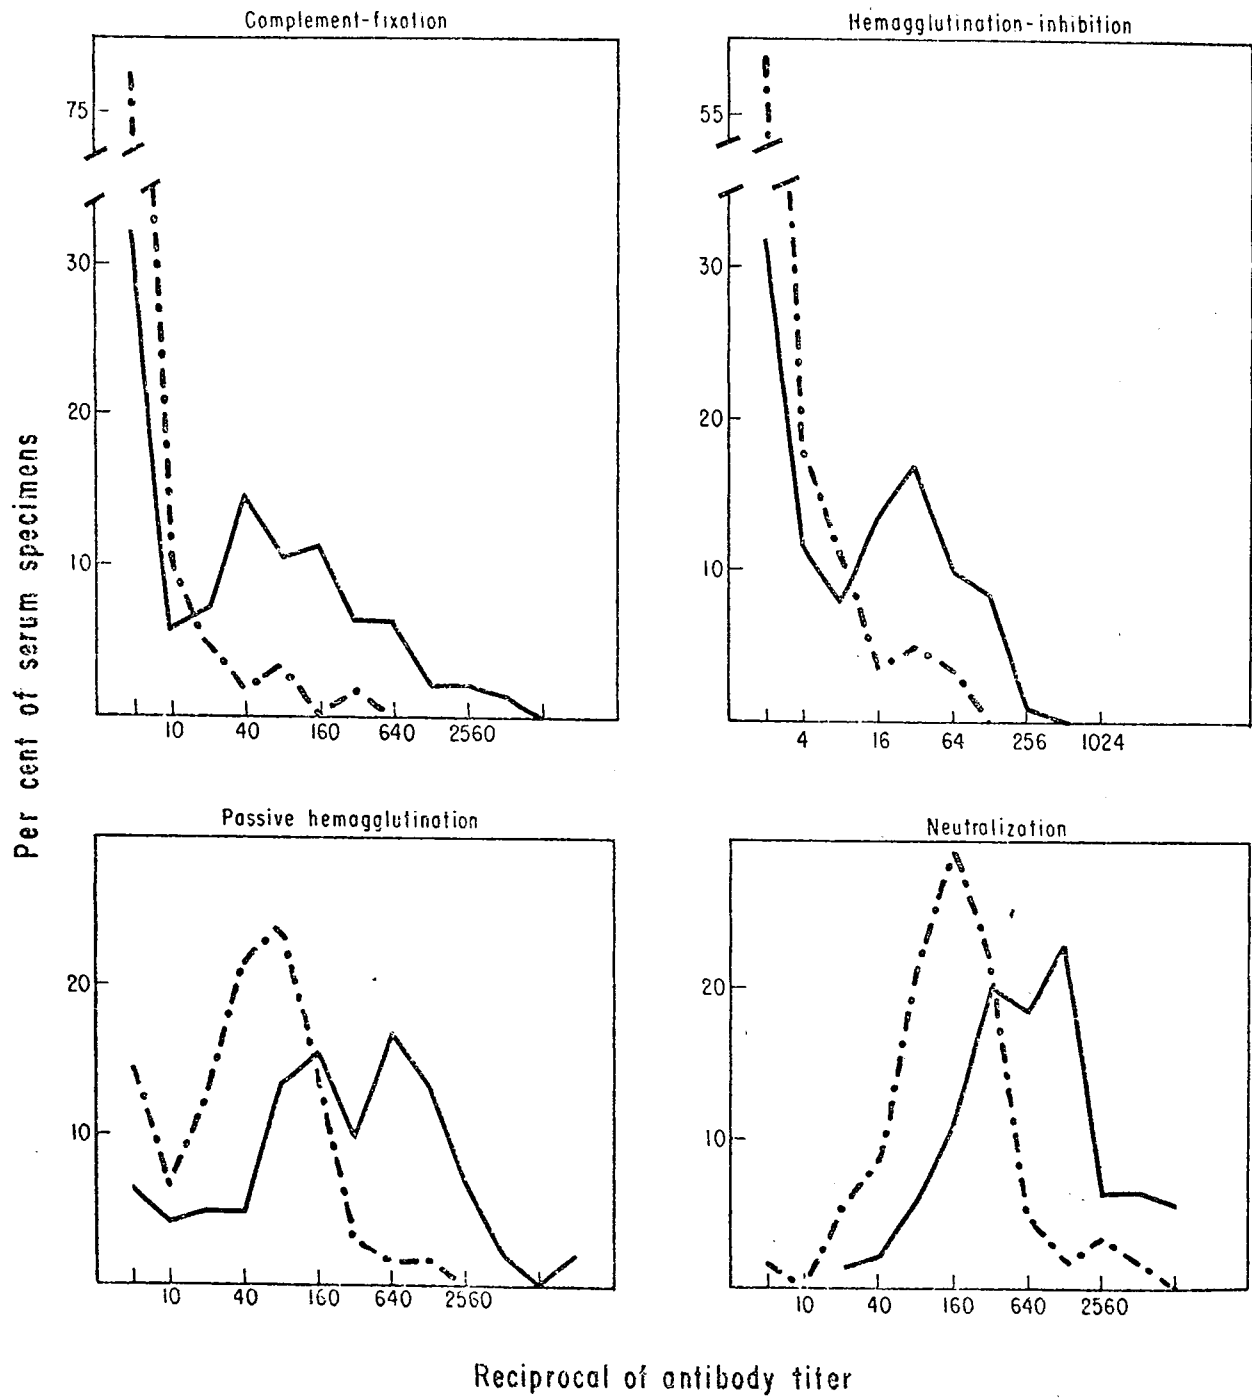 Complement-fixation
Hemagglutination-inhibition
75
30
20
10
10 40 160 640 2560
55
30
20
10
4 16 64 256 1024
Per cent of serum specimens
Passive hemagglutination
Neutralization
20
10
10 40 160 640 2560
20
10
10 40 160 640 2560
Reciprocal of antibody titer